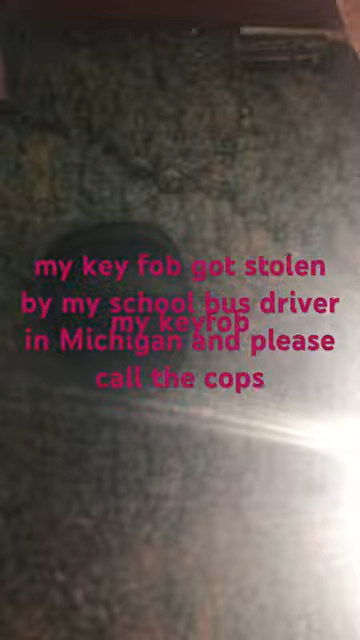 my key fob got stolen
by my school bus driver
my keyfob
in Michigan and please
call the cops